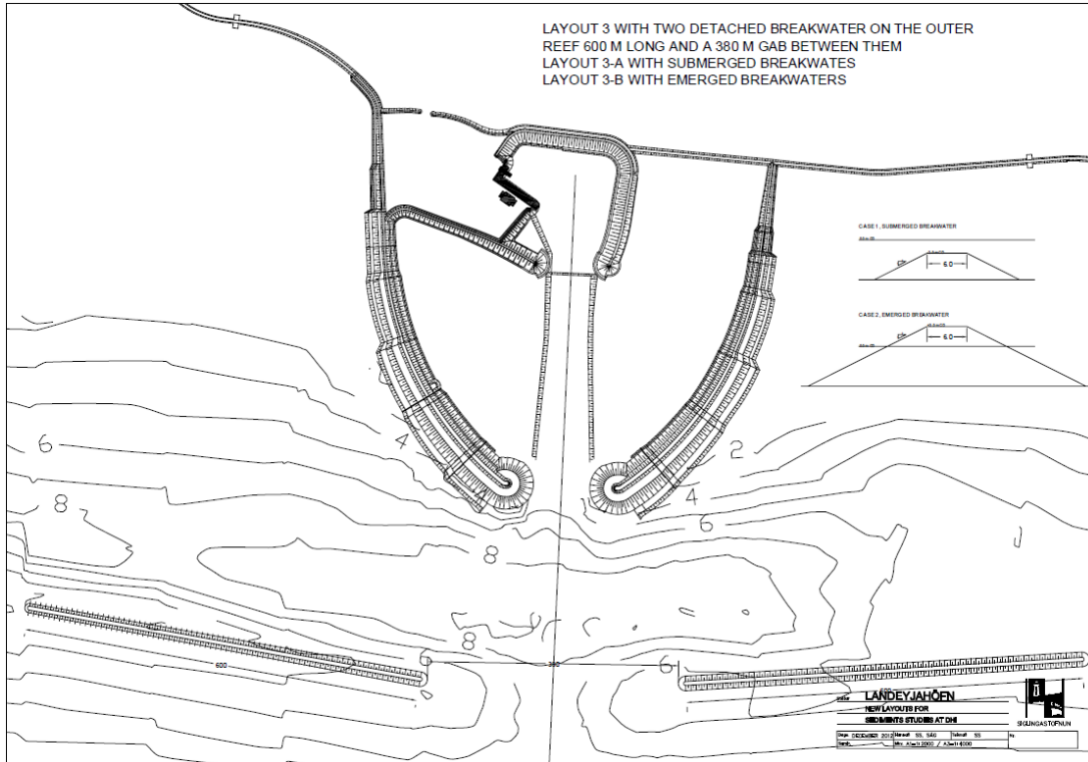 LAYOUT 3 WITH TWO DETACHED BREAKWATER ON THE OUTER
REEF 600 M LONG AND A 380 M GAB BETWEEN THEM
LAYOUT 3-A WITH SUBMERGED BREAKWATES
LAYOUT 3-B WITH EMERGED BREAKWATERS
CASE 1, SUBMERGED BREAKWATER
6.0
CASE 2, EMERGED BREAKWATER
6.0
4
2
6
8
4
4
6
8
8
6
600
380
LANDEYJAHÖFN
NEW LAYOUTS FOR
SEDIMENTS STUDIES AT DHI
SIGLINGASTOFNUN
DECEMBER 2012